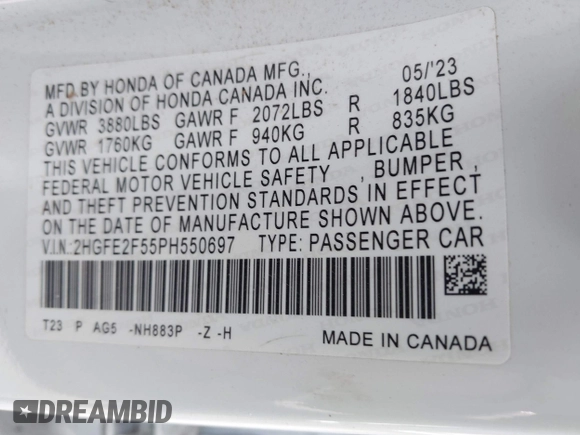 MFD BY HONDA OF CANADA MFG., 05/'23
A DIVISION OF HONDA CANADA INC.
GVWR 3880LBS GAWR F 2072LBS R 1840LBS
GVWR 1760KG GAWR F 940KG R 835KG
THIS VEHICLE CONFORMS TO ALL APPLICABLE
FEDERAL MOTOR VEHICLE SAFETY , BUMPER,
AND THEFT PREVENTION STANDARDS IN EFFECT
ON THE DATE OF MANUFACTURE SHOWN ABOVE.
V.I.N.:2HGFE2F55PH550697 TYPE: PASSENGER CAR
T23 P AG5 -NH883P -Z -H
MADE IN CANADA
DREAMBID